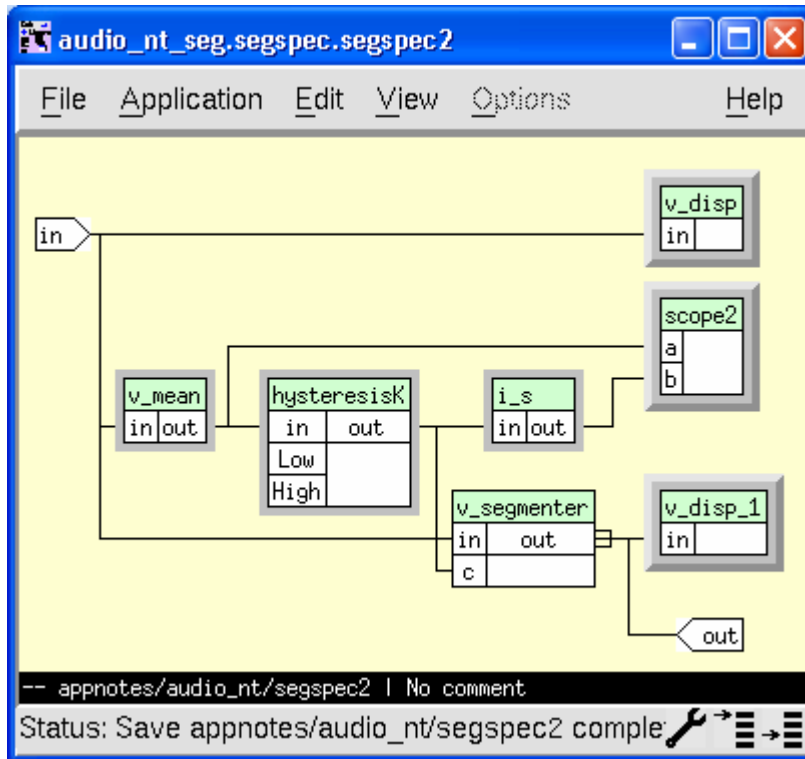 audio_nt_seg.segspec.segspec2
File Application Edit View Options Help
in
v_disp
in
scope2
a
b
v_mean
in out
hysteresisK
in out
Low
High
i_s
in out
v_segmenter
in out
c
v_disp_1
in
out
-- appnotes/audio_nt/segspec2 | No comment
Status: Save appnotes/audio_nt/segspec2 comple